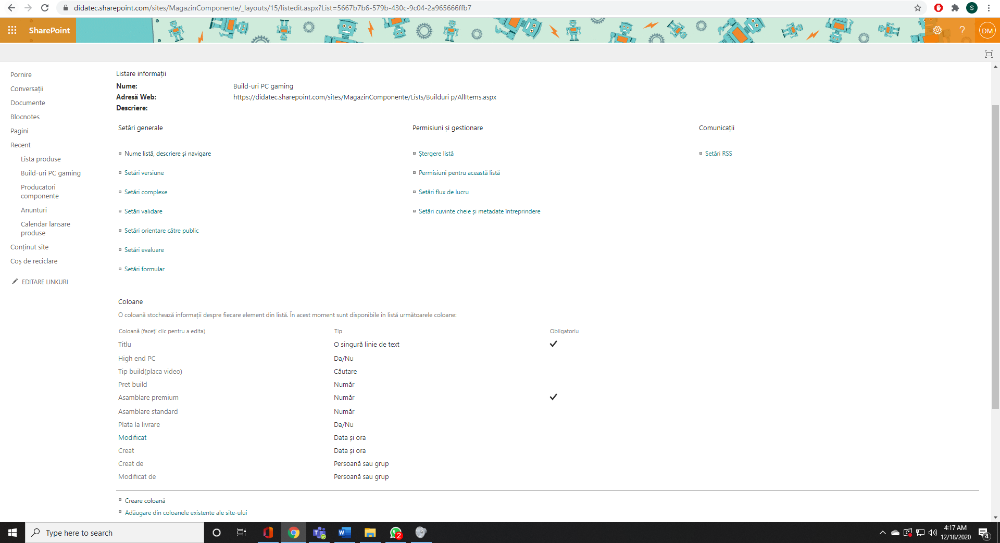 didatec.sharepoint.com/sites/MagazinComponente/_layouts/15/listedit.aspx?List=5667b7b6-579b-430c-9c04-2a965666ffb7
S
SharePoint
?
DM
Pornire
Conversații
Documente
Blocnotes
Pagini
Recent
Lista produse
Build-uri PC gaming
Producatori
componente
Anunturi
Calendar lansare
produse
Conținut site
Coș de reciclare
EDITARE LINKURI
Listare informații
Nume: Build-uri PC gaming
Adresă Web: https://didatec.sharepoint.com/sites/MagazinComponente/Lists/Builduri p/AllItems.aspx
Descriere:
Setări generale Permisiuni și gestionare Comunicații
Nume listă, descriere și navigare Ștergere listă Setări RSS
Setări versiune Permisiuni pentru această listă
Setări complexe Setări flux de lucru
Setări validare Setări cuvinte cheie și metadate întreprindere
Setări orientare către public
Setări evaluare
Setări formular
Coloane
O coloană stochează informații despre fiecare element din listă. În acest moment sunt disponibile în listă următoarele coloane:
Coloană (faceți clic pentru a edita) Tip Obligatoriu
Titlu O singură linie de text
High end PC Da/Nu
Tip build(placa video) Căutare
Pret build Număr
Asamblare premium Număr
Asamblare standard Număr
Plata la livrare Da/Nu
Modificat Data și ora
Creat Data și ora
Creat de Persoană sau grup
Modificat de Persoană sau grup
Creare coloană
Adăugare din coloanele existente ale site-ului
Type here to search
2
4:17 AM
12/18/2020
4